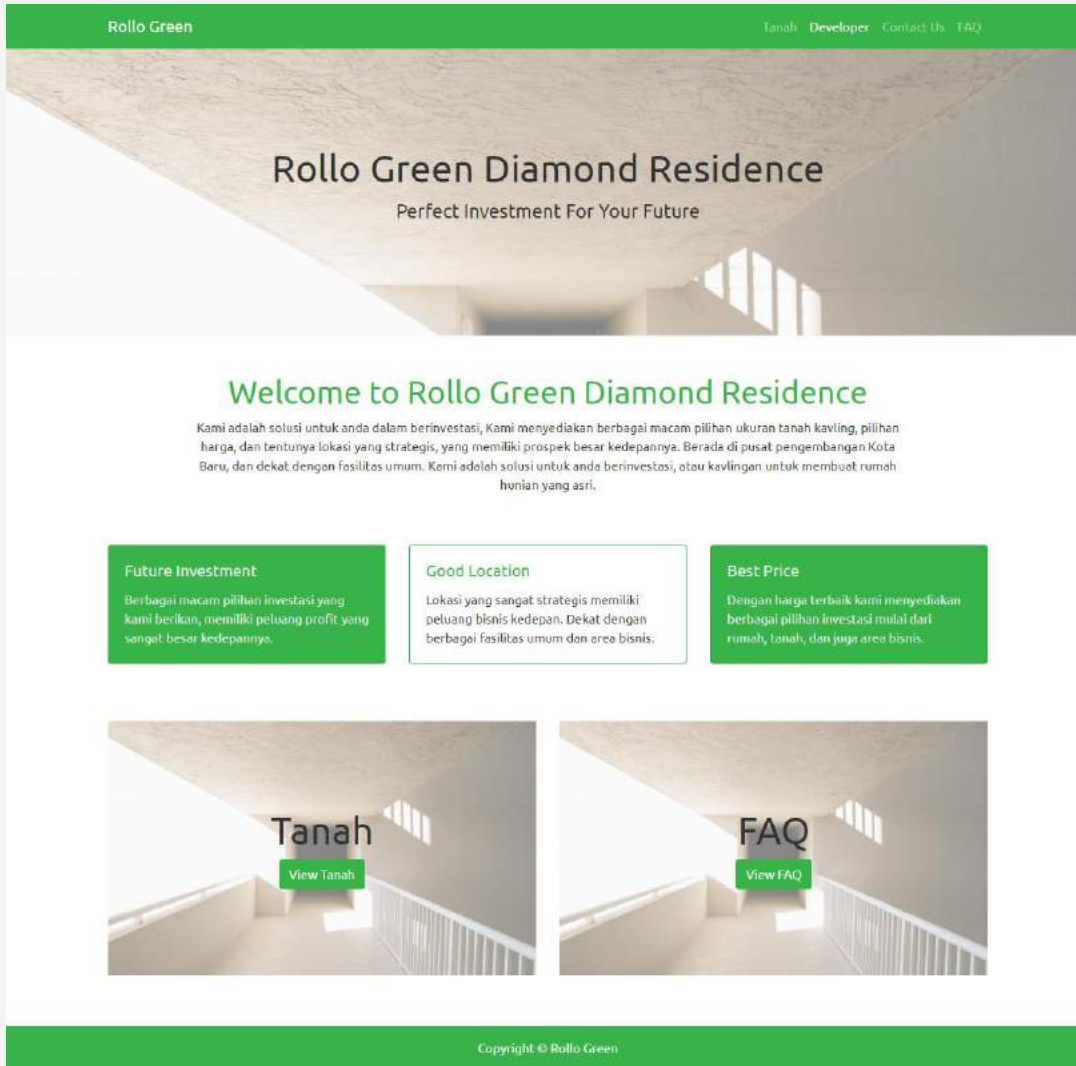 Rollo Green
Tanah Developer Contact Us FAQ
Rollo Green Diamond Residence
Perfect Investment For Your Future
Welcome to Rollo Green Diamond Residence
Kami adalah solusi untuk anda dalam berinvestasi, Kami menyediakan berbagai macam pilihan ukuran tanah kavling, pilihan
harga, dan tentunya lokasi yang strategis, yang memiliki prospek besar kedepannya. Berada di pusat pengembangan Kota
Baru, dan dekat dengan fasilitas umum. Kami adalah solusi untuk anda berinvestasi, atau kavlingan untuk membuat rumah
hunian yang asri.
Future Investment
Berbagai macam pilihan investasi yang
kami berikan, memiliki peluang profit yang
sangat besar kedepannya.
Good Location
Lokasi yang sangat strategis memiliki
peluang bisnis kedepan. Dekat dengan
berbagai fasilitas umum dan area bisnis.
Best Price
Dengan harga terbaik kami menyediakan
berbagai pilihan investasi mulai dari
rumah, tanah, dan juga area bisnis.
Tanah
View Tanah
FAQ
View FAQ
Copyright © Rollo Green